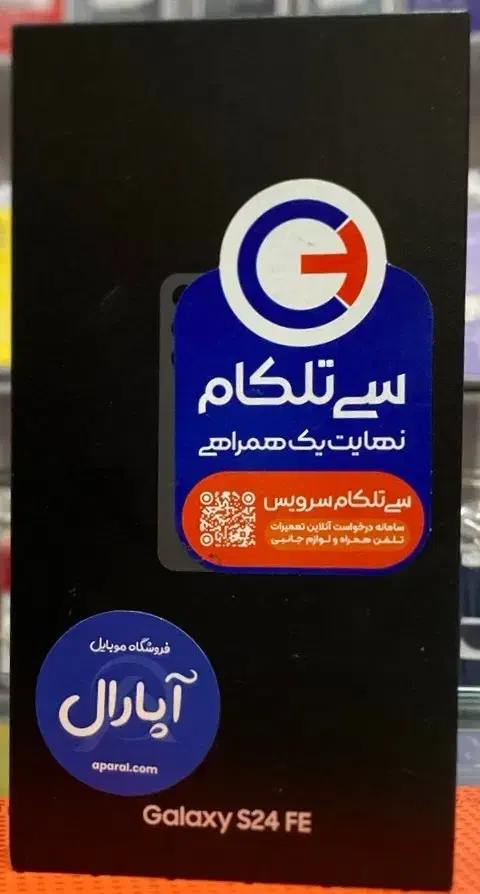 سی تلکام
نهایت یک همراهی
سی تلکام سرویس
سامانه درخواست آنلاین تعمیرات
تلفن همراه و لوازم جانبی
فروشگاه موبایل
آپارال
aparal.com
Galaxy S24 FE